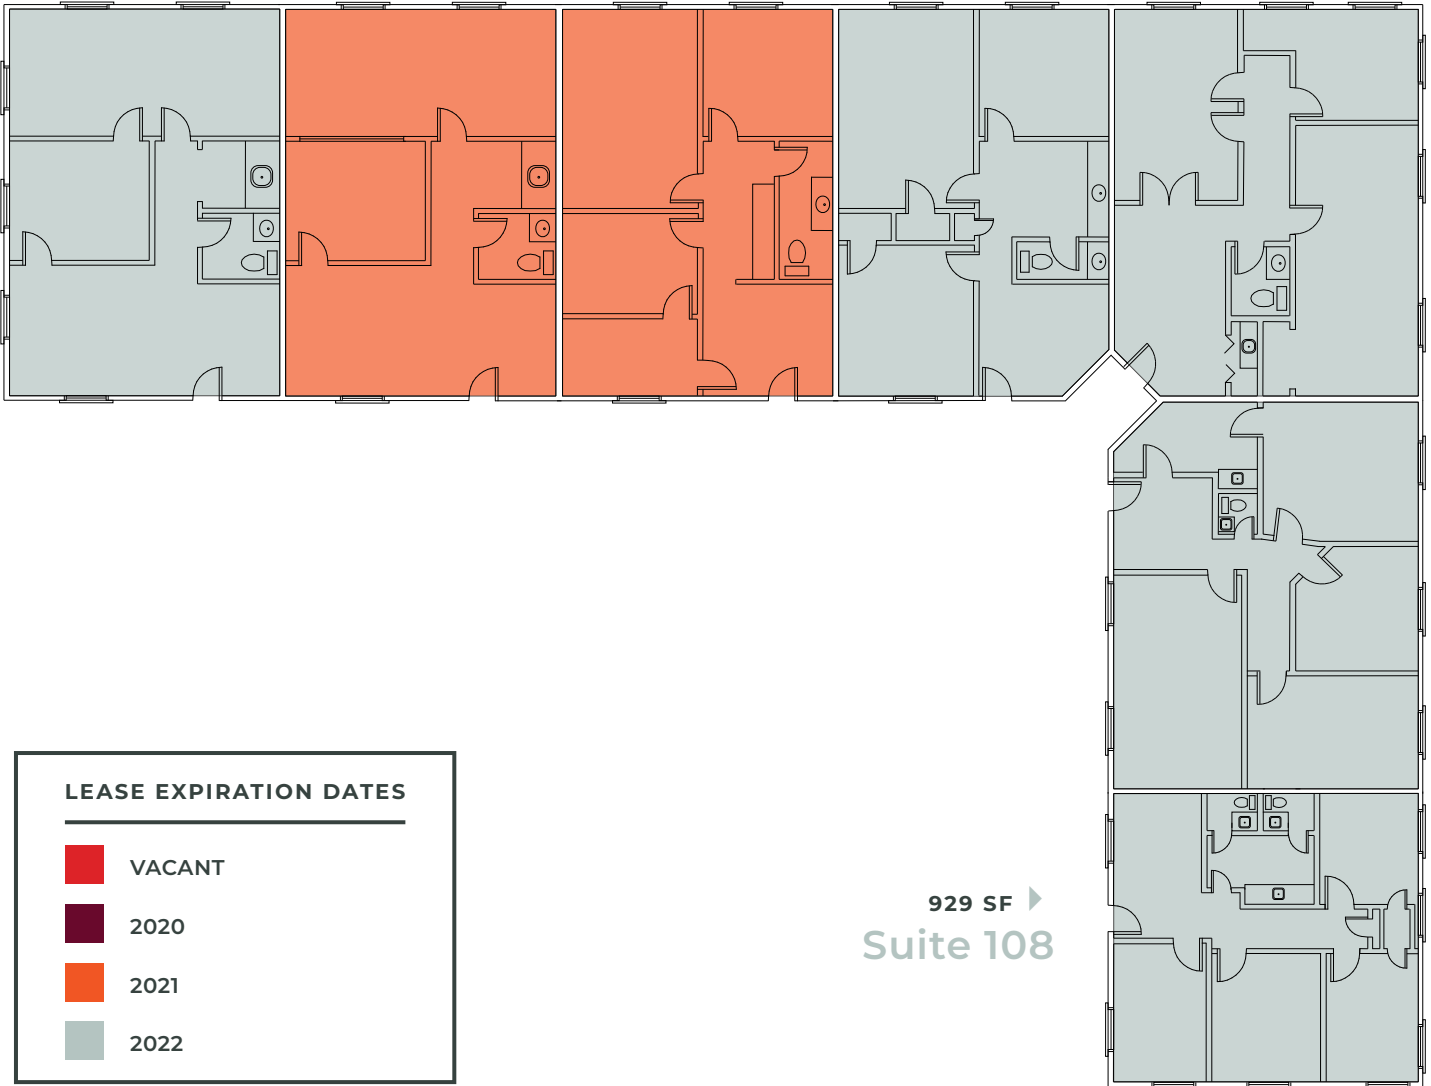 LEASE EXPIRATION DATES
VACANT
2020
2021
2022
929 SF
Suite 108